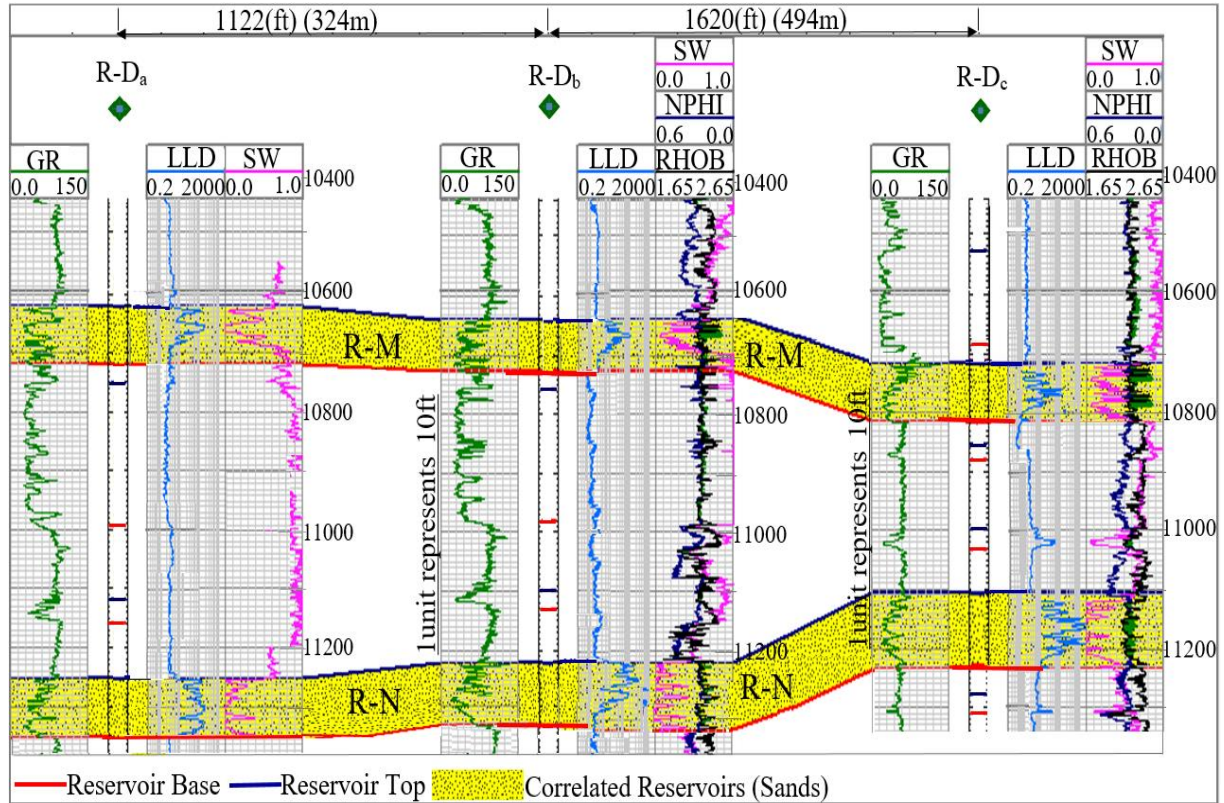 1122(ft) (324m) 1620(ft) (494m)
SW SW
R-Da R-Db 0.0 1.0 R-Dc 0.0 1.0
NPHI NPHI
0.6 0.0 0.6 0.0
GR LLD SW GR LLD RHOB GR LLD RHOB
0.0 150 0.2 2000 0.0 1.0 10400 0.0 150 0.2 2000 1.65 2.65 10400 0.0 150 0.2 2000 1.65 2.65 10400
10600 10600 10600
R-M R-M
10800 10800 10800
1unit represents 10ft 1unit represents 10ft
11000 11000 11000
11200 11200 11200
R-N R-N
Reservoir Base Reservoir Top Correlated Reservoirs (Sands)